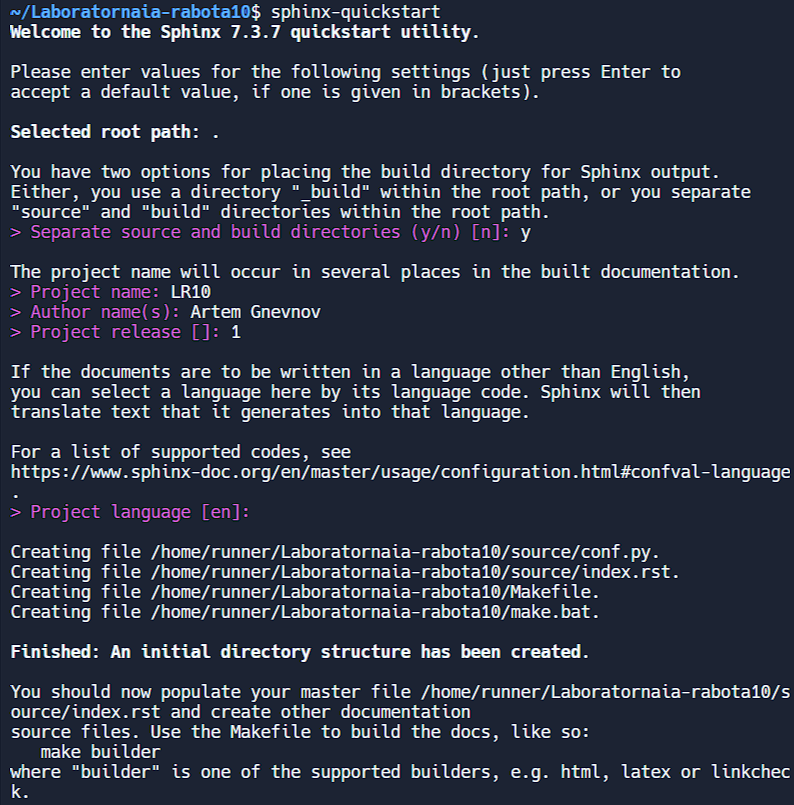 ~/Laboratornaia-rabota10$ sphinx-quickstart
Welcome to the Sphinx 7.3.7 quickstart utility.
Please enter values for the following settings (just press Enter to
accept a default value, if one is given in brackets).
Selected root path: .
You have two options for placing the build directory for Sphinx output.
Either, you use a directory "_build" within the root path, or you separate
"source" and "build" directories within the root path.
> Separate source and build directories (y/n) [n]: y
The project name will occur in several places in the built documentation.
> Project name: LR10
> Author name(s): Artem Gnevnov
> Project release []: 1
If the documents are to be written in a language other than English,
you can select a language here by its language code. Sphinx will then
translate text that it generates into that language.
For a list of supported codes, see
https://www.sphinx-doc.org/en/master/usage/configuration.html#confval-language
.
> Project language [en]:
Creating file /home/runner/Laboratornaia-rabota10/source/conf.py.
Creating file /home/runner/Laboratornaia-rabota10/source/index.rst.
Creating file /home/runner/Laboratornaia-rabota10/Makefile.
Creating file /home/runner/Laboratornaia-rabota10/make.bat.
Finished: An initial directory structure has been created.
You should now populate your master file /home/runner/Laboratornaia-rabota10/s
ource/index.rst and create other documentation
source files. Use the Makefile to build the docs, like so:
make builder
where "builder" is one of the supported builders, e.g. html, latex or linkchec
k.